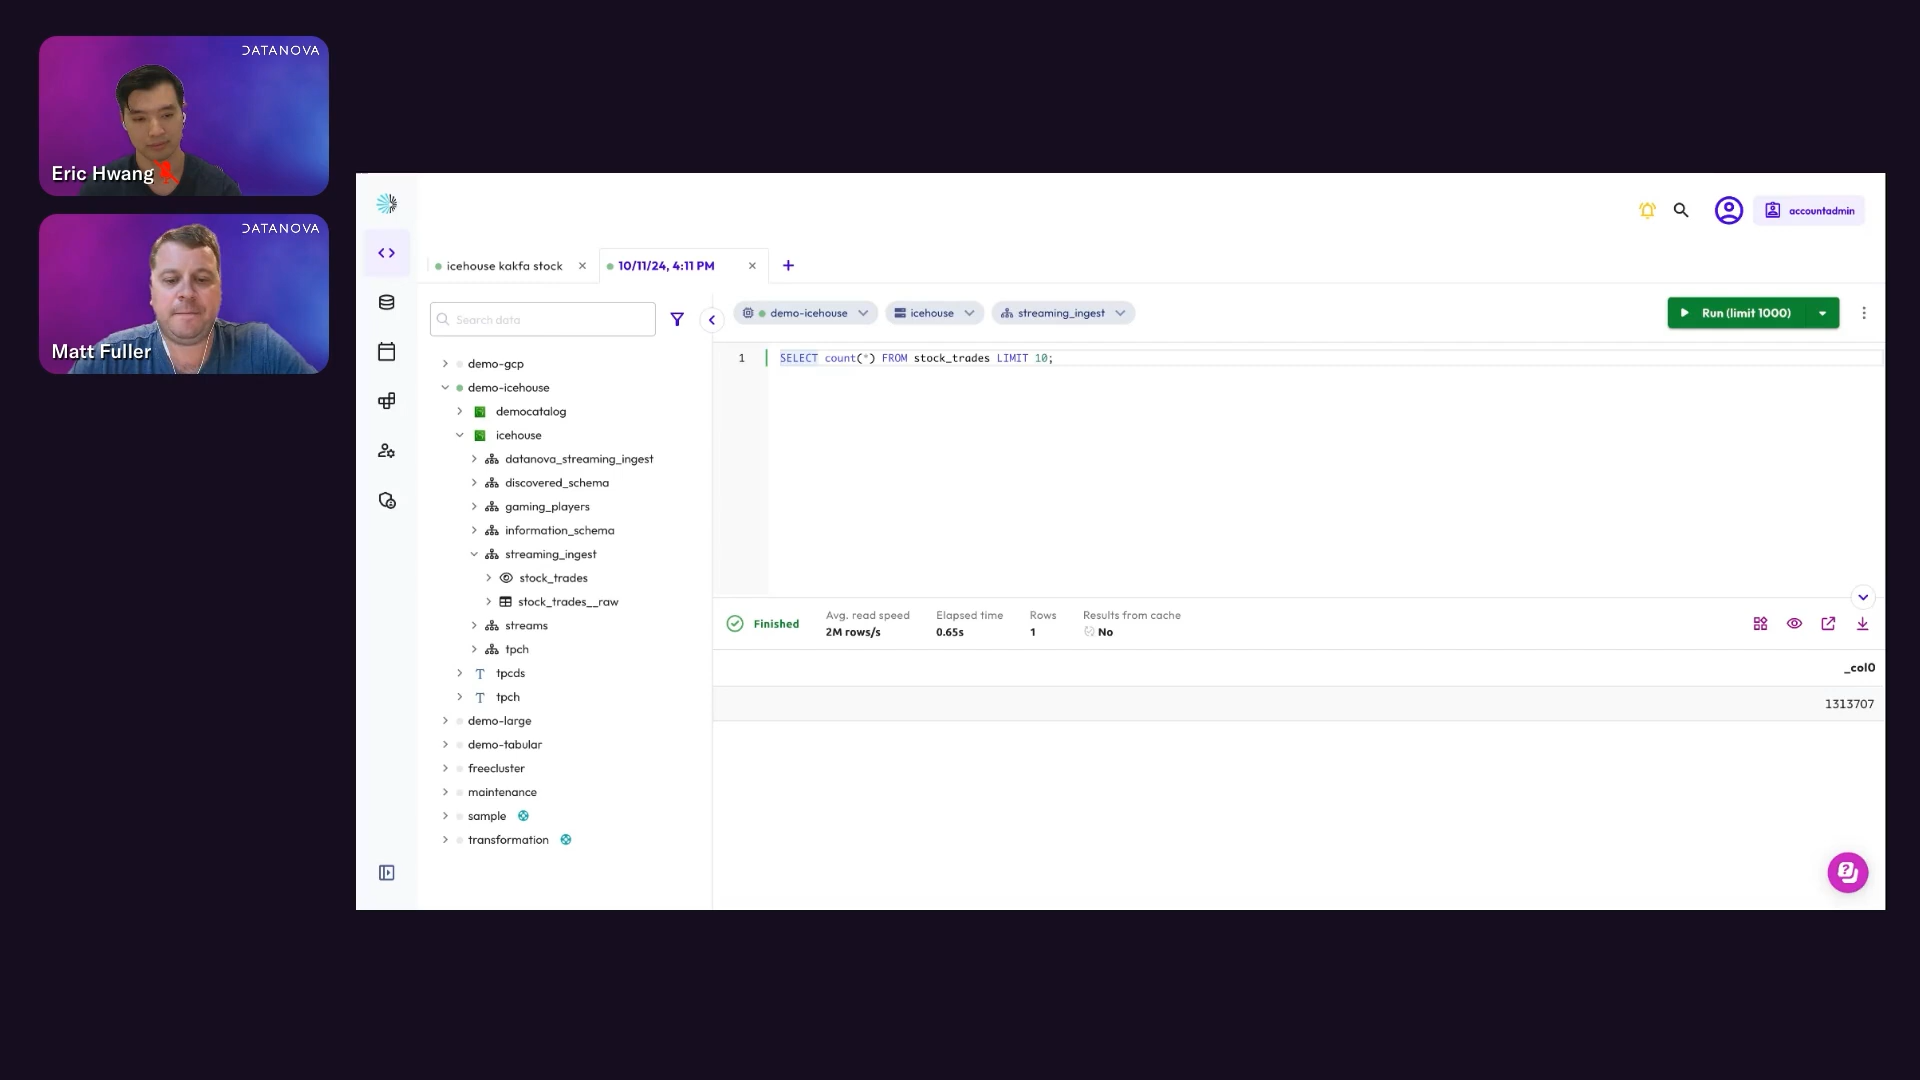 DATANOVA
Eric Hwang
DATANOVA
Matt Fuller
accountadmin
icehouse kakfa stock
10/11/24, 4:11 PM
Search data
demo-icehouse
icehouse
streaming_ingest
Run (limit 1000)
demo-gcp
demo-icehouse
democatalog
icehouse
datanova_streaming_ingest
discovered_schema
gaming_players
information_schema
streaming_ingest
stock_trades
stock_trades__raw
streams
tpch
T tpcds
T tpch
demo-large
demo-tabular
freecluster
maintenance
sample
transformation
1 SELECT count(*) FROM stock_trades LIMIT 10;
Finished
Avg. read speed
2M rows/s
Elapsed time
0.65s
Rows
1
Results from cache
No
_col0
1313707